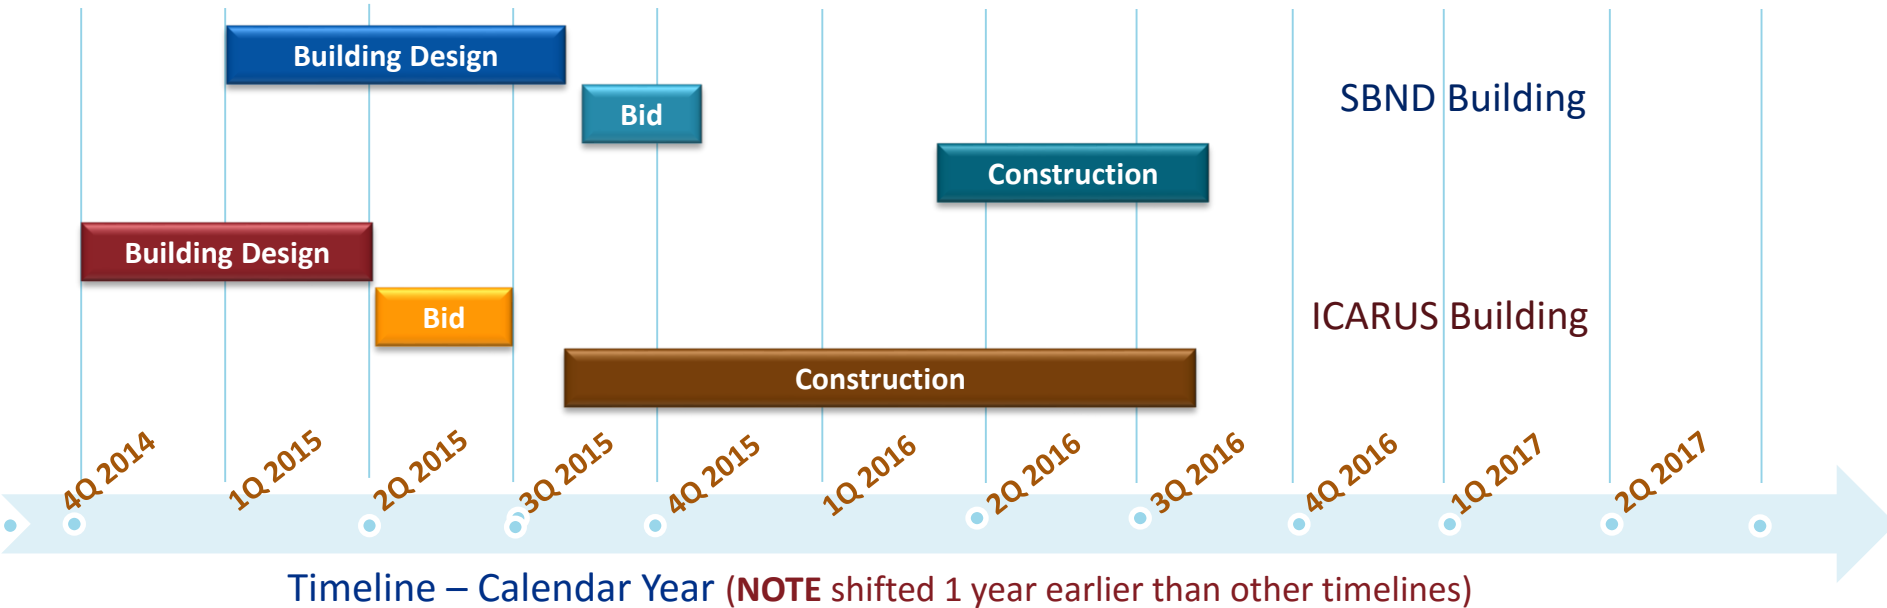 Building Design
SBND Building
Bid
Construction
Building Design
Bid
ICARUS Building
Construction
4Q 2014
1Q 2015
2Q 2015
3Q 2015
4Q 2015
1Q 2016
2Q 2016
3Q 2016
4Q 2016
1Q 2017
2Q 2017
Timeline – Calendar Year (NOTE shifted 1 year earlier than other timelines)